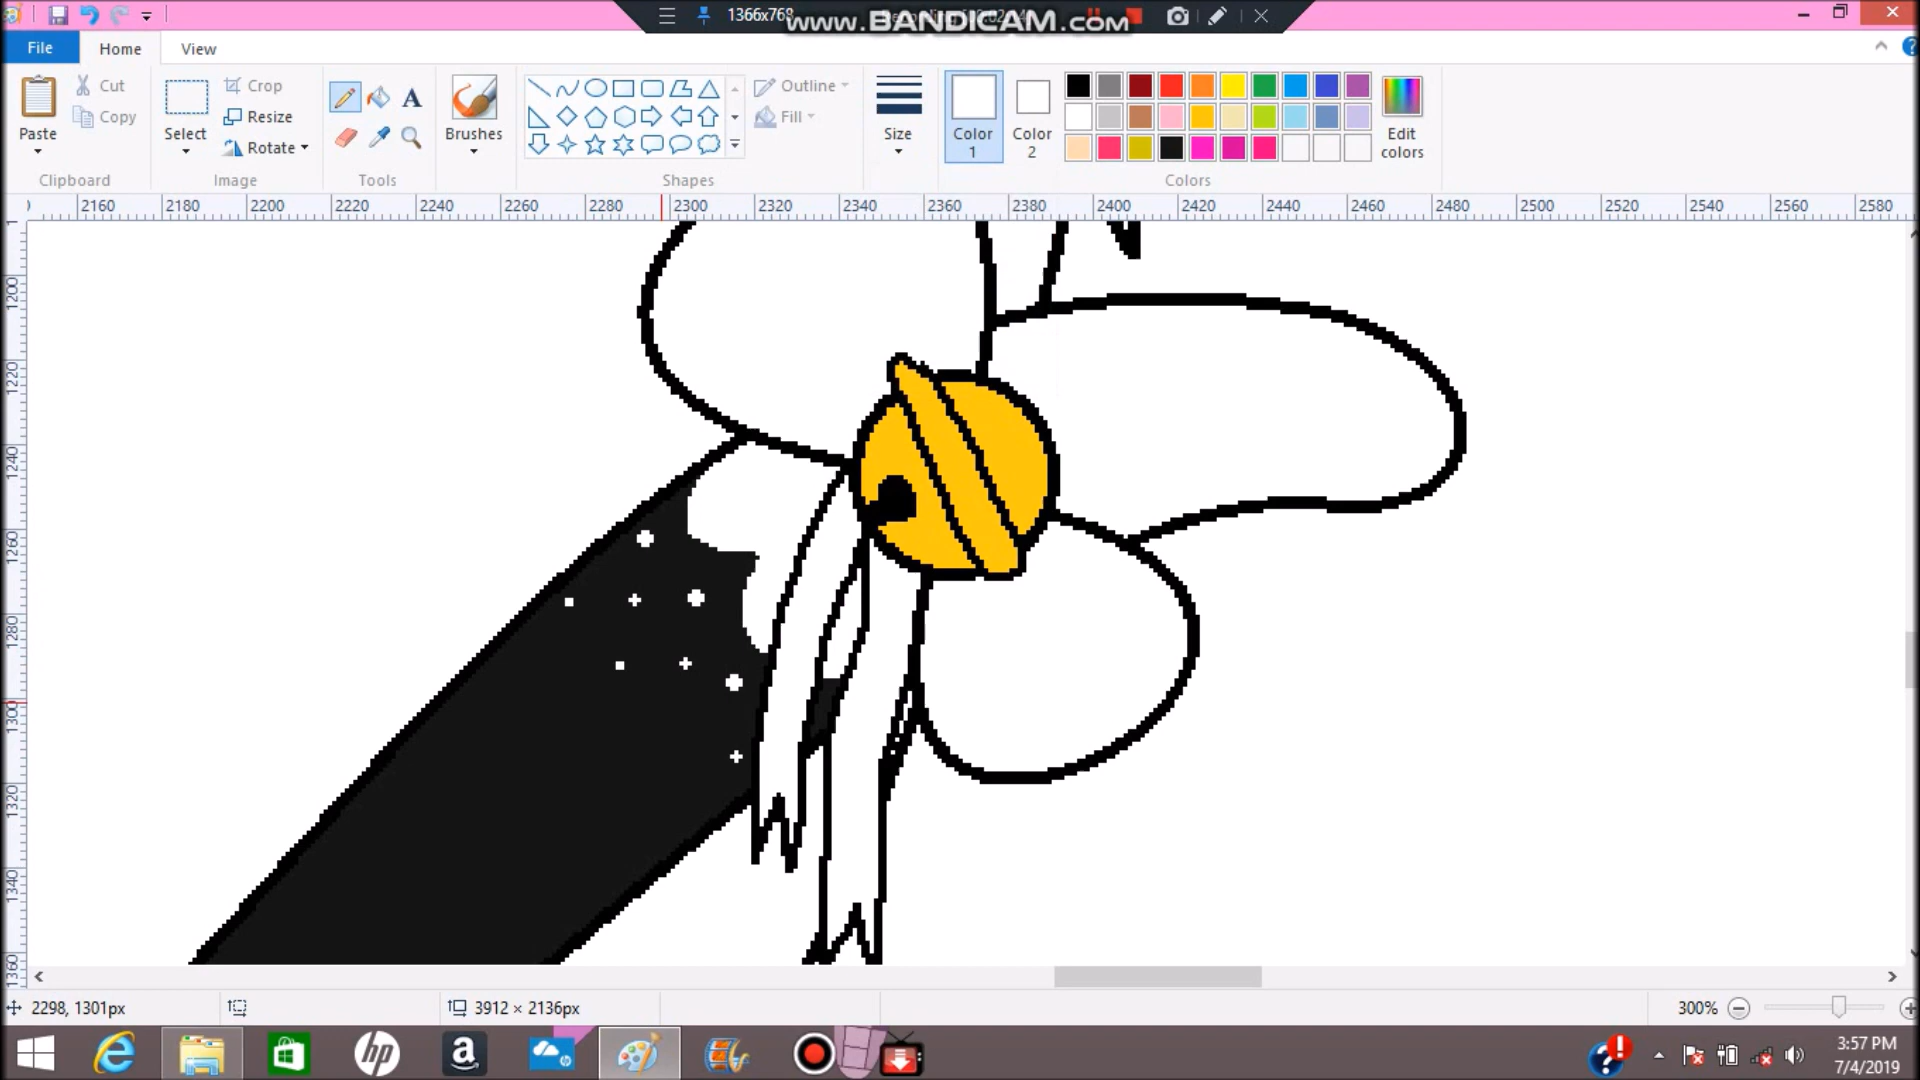 1366x768
www.BANDICAM.com
File
Home
View
Paste
Cut
Copy
Clipboard
Select
Crop
Resize
Rotate
Image
Tools
Brushes
Shapes
Outline
Fill
Size
Color 1
Color 2
Edit colors
Colors
2160 2180 2200 2220 2240 2260 2280 2300 2320 2340 2360 2380 2400 2420 2440 2460 2480 2500 2520 2540 2560 2580
1200
1220
1240
1260
1280
1300
1320
1340
1360
2298, 1301px
3912 × 2136px
300%
hp
a
3:57 PM
7/4/2019